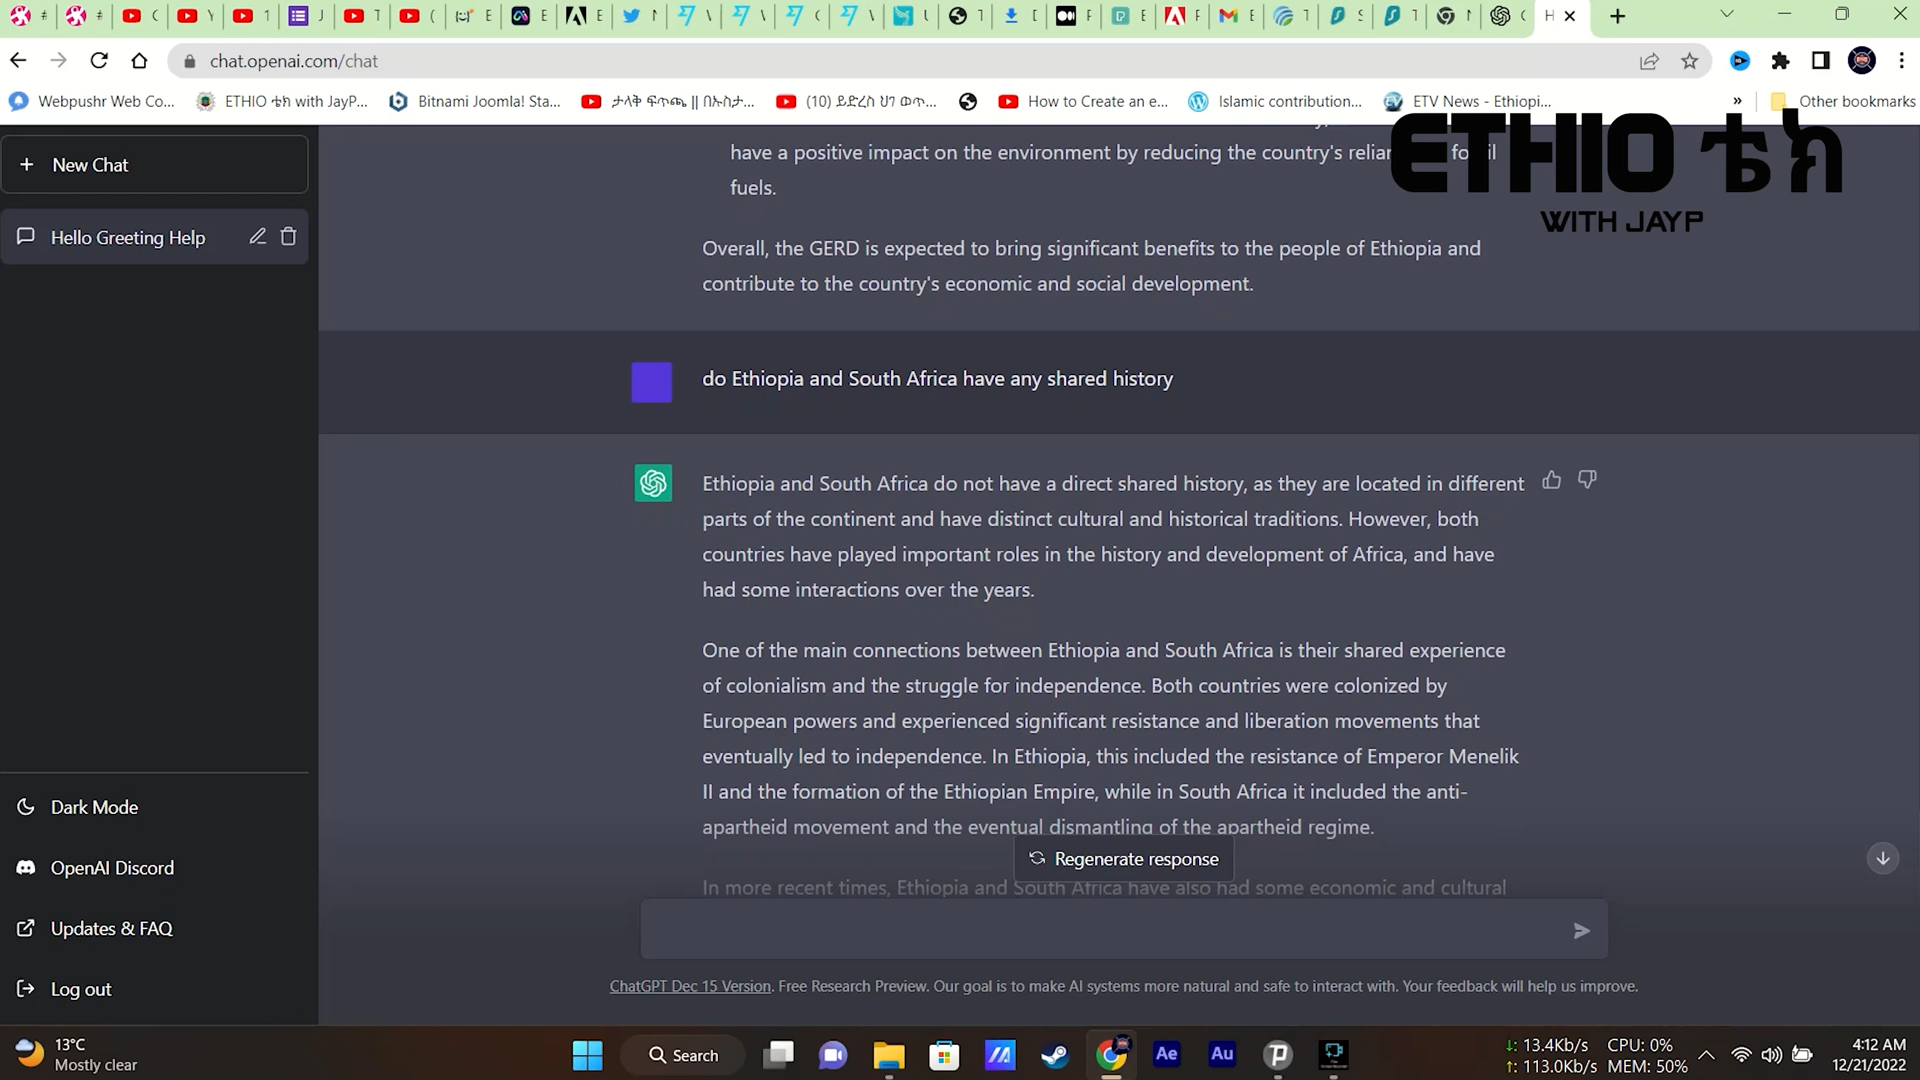 chat.openai.com/chat
Webpushr Web Co...
ETHIO ቴክ with JayP...
Bitnami Joomla! Sta...
ታላቅ ፍጥጫ || በኡስታ...
(10) ይድረስ ህገ ወጥ...
How to Create an e...
Islamic contribution...
ETV News - Ethiopi...
»
Other bookmarks
ETHIO ቴክ
WITH JAYP
+ New Chat
Hello Greeting Help
have a positive impact on the environment by reducing the country's
fuels.
Overall, the GERD is expected to bring significant benefits to the people of Ethiopia and
contribute to the country's economic and social development.
do Ethiopia and South Africa have any shared history
Ethiopia and South Africa do not have a direct shared history, as they are located in different
parts of the continent and have distinct cultural and historical traditions. However, both
countries have played important roles in the history and development of Africa, and have
had some interactions over the years.
One of the main connections between Ethiopia and South Africa is their shared experience
of colonialism and the struggle for independence. Both countries were colonized by
European powers and experienced significant resistance and liberation movements that
eventually led to independence. In Ethiopia, this included the resistance of Emperor Menelik
II and the formation of the Ethiopian Empire, while in South Africa it included the anti-
apartheid movement and the eventual dismantling of the apartheid regime.
Regenerate response
In more recent times, Ethiopia and South Africa have also had some economic and cultural
Dark Mode
OpenAI Discord
Updates & FAQ
Log out
ChatGPT Dec 15 Version. Free Research Preview. Our goal is to make AI systems more natural and safe to interact with. Your feedback will help us improve.
13°C
Mostly clear
Search
Ae
Au
↓: 13.4Kb/s CPU: 0%
↑: 113.0Kb/s MEM: 50%
4:12 AM
12/21/2022